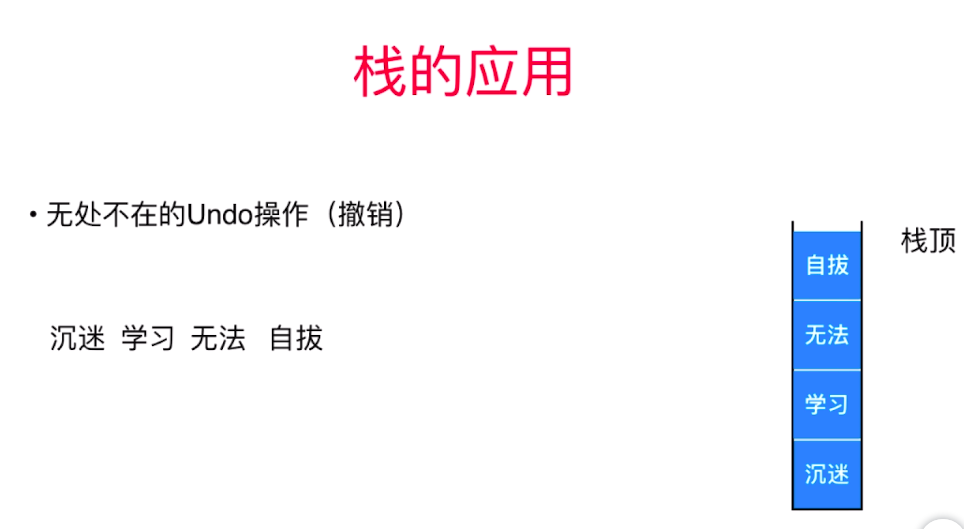 栈的应用
• 无处不在的Undo操作（撤销）
沉迷 学习 无法 自拔
栈顶
自拔
无法
学习
沉迷